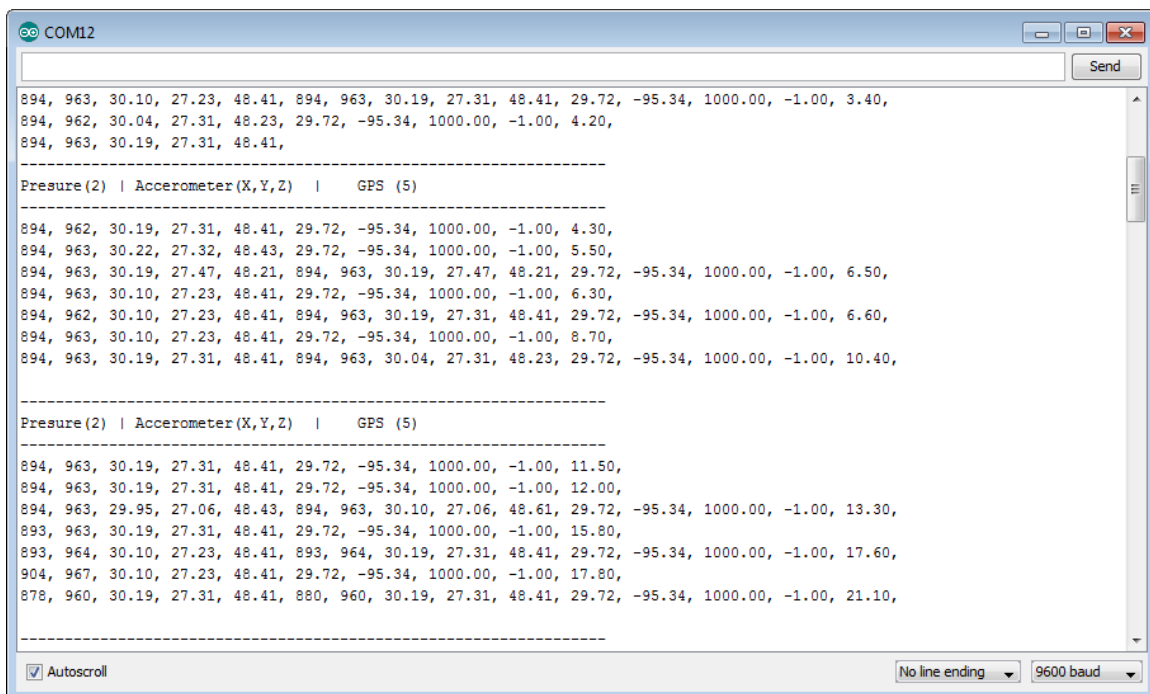 COM12
Send
894, 963, 30.10, 27.23, 48.41, 894, 963, 30.19, 27.31, 48.41, 29.72, -95.34, 1000.00, -1.00, 3.40,
894, 962, 30.04, 27.31, 48.23, 29.72, -95.34, 1000.00, -1.00, 4.20,
894, 963, 30.19, 27.31, 48.41,
------------------------------------------------------------------
Presure(2) | Accerometer(X,Y,Z) | GPS (5)
------------------------------------------------------------------
894, 962, 30.19, 27.31, 48.41, 29.72, -95.34, 1000.00, -1.00, 4.30,
894, 963, 30.22, 27.32, 48.43, 29.72, -95.34, 1000.00, -1.00, 5.50,
894, 963, 30.19, 27.47, 48.21, 894, 963, 30.19, 27.47, 48.21, 29.72, -95.34, 1000.00, -1.00, 6.50,
894, 963, 30.10, 27.23, 48.41, 29.72, -95.34, 1000.00, -1.00, 6.30,
894, 962, 30.10, 27.23, 48.41, 894, 963, 30.19, 27.31, 48.41, 29.72, -95.34, 1000.00, -1.00, 6.60,
894, 963, 30.10, 27.23, 48.41, 29.72, -95.34, 1000.00, -1.00, 8.70,
894, 963, 30.19, 27.31, 48.41, 894, 963, 30.04, 27.31, 48.23, 29.72, -95.34, 1000.00, -1.00, 10.40,
------------------------------------------------------------------
Presure(2) | Accerometer(X,Y,Z) | GPS (5)
------------------------------------------------------------------
894, 963, 30.19, 27.31, 48.41, 29.72, -95.34, 1000.00, -1.00, 11.50,
894, 963, 30.19, 27.31, 48.41, 29.72, -95.34, 1000.00, -1.00, 12.00,
894, 963, 29.95, 27.06, 48.43, 894, 963, 30.10, 27.06, 48.61, 29.72, -95.34, 1000.00, -1.00, 13.30,
893, 963, 30.19, 27.31, 48.41, 29.72, -95.34, 1000.00, -1.00, 15.80,
893, 964, 30.10, 27.23, 48.41, 893, 964, 30.19, 27.31, 48.41, 29.72, -95.34, 1000.00, -1.00, 17.60,
904, 967, 30.10, 27.23, 48.41, 29.72, -95.34, 1000.00, -1.00, 17.80,
878, 960, 30.19, 27.31, 48.41, 880, 960, 30.19, 27.31, 48.41, 29.72, -95.34, 1000.00, -1.00, 21.10,
------------------------------------------------------------------
Autoscroll
No line ending
9600 baud